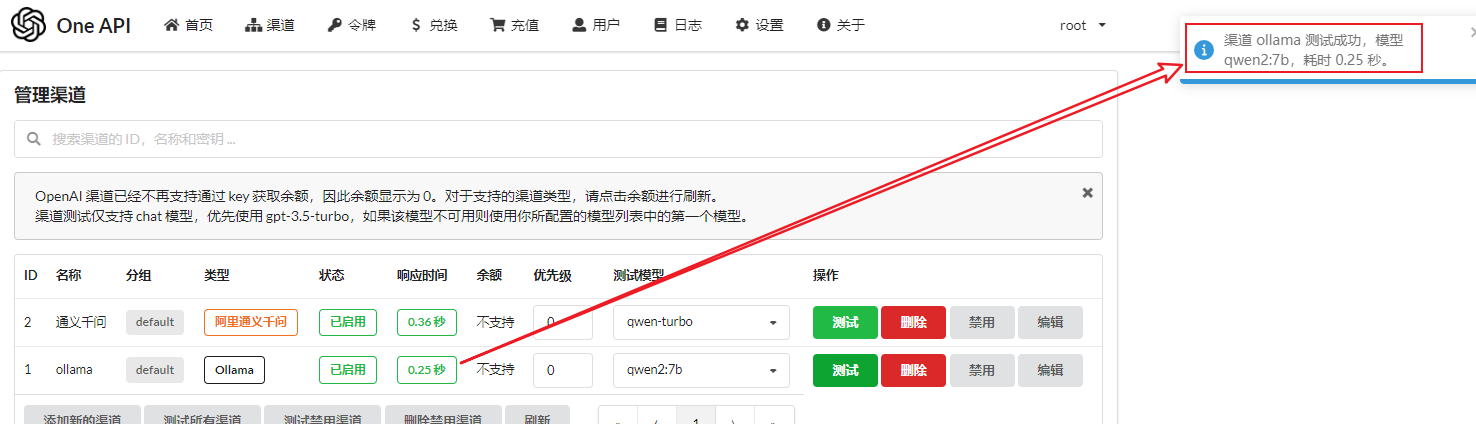 One API 首页 渠道 令牌 兑换 充值 用户 日志 设置 关于 root
渠道 ollama 测试成功，模型
qwen2:7b，耗时 0.25 秒。
管理渠道
搜索渠道的 ID，名称和密钥 ...
OpenAI 渠道已经不再支持通过 key 获取余额，因此余额显示为 0。对于支持的渠道类型，请点击余额进行刷新。
渠道测试仅支持 chat 模型，优先使用 gpt-3.5-turbo，如果该模型不可用则使用你所配置的模型列表中的第一个模型。
ID 名称 分组 类型 状态 响应时间 余额 优先级 测试模型 操作
2 通义千问 default 阿里通义千问 已启用 0.36 秒 不支持 0 qwen-turbo 测试 删除 禁用 编辑
1 ollama default Ollama 已启用 0.25 秒 不支持 0 qwen2:7b 测试 删除 禁用 编辑
添加新的渠道 测试所有渠道 测试禁用渠道 删除禁用渠道 刷新 « ⟨ 1 ⟩ »